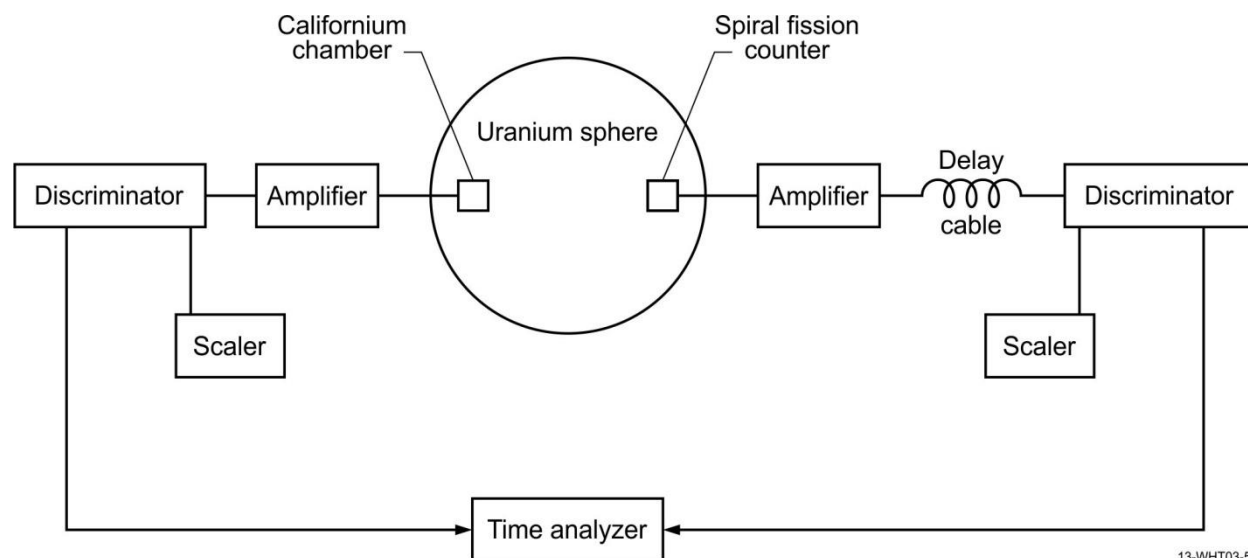 Californium
chamber
Spiral fission
counter
Uranium sphere
Discriminator
Amplifier
Amplifier
Delay
cable
Discriminator
Scaler
Scaler
Time analyzer